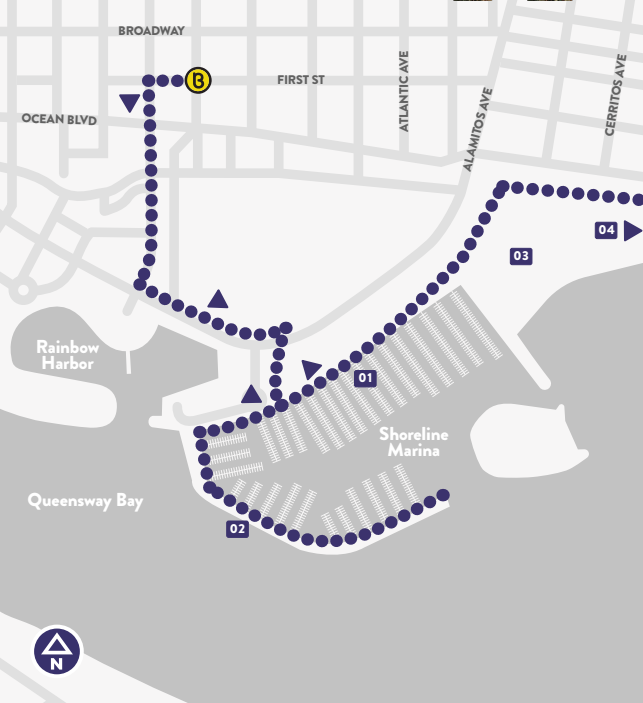 BROADWAY
B
FIRST ST
ATLANTIC AVE
ALAMITOS AVE
CERRITOS AVE
OCEAN BLVD
04
03
Rainbow
Harbor
01
Shoreline
Marina
Queensway Bay
02
N